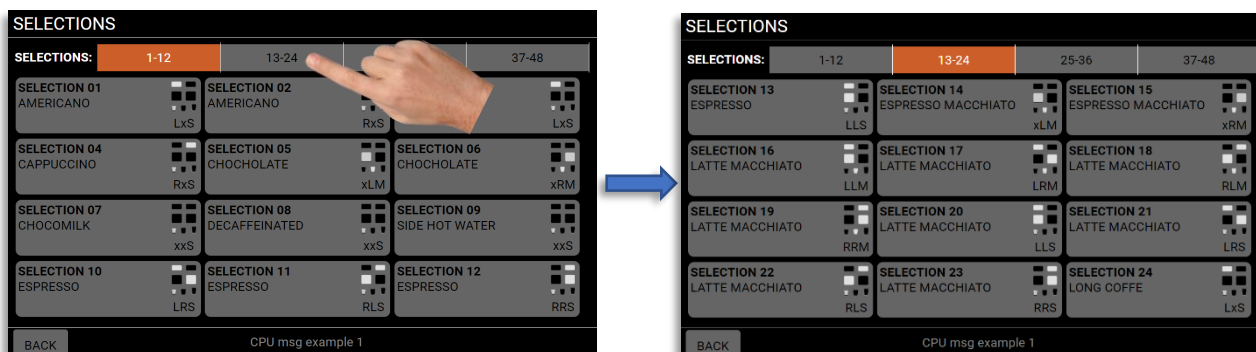 SELECTIONS
SELECTIONS: 1-12 13-24 37-48
SELECTION 01 SELECTION 02
AMERICANO AMERICANO
LxS RxS LxS
SELECTION 04 SELECTION 05 SELECTION 06
CAPPUCCINO CHOCHOLATE CHOCHOLATE
RxS xLM xRM
SELECTION 07 SELECTION 08 SELECTION 09
CHOCOMILK DECAFFEINATED SIDE HOT WATER
xxS xxS xxS
SELECTION 10 SELECTION 11 SELECTION 12
ESPRESSO ESPRESSO ESPRESSO
LRS RLS RRS
BACK CPU msg example 1
SELECTIONS
SELECTIONS: 1-12 13-24 25-36 37-48
SELECTION 13 SELECTION 14 SELECTION 15
ESPRESSO ESPRESSO MACCHIATO ESPRESSO MACCHIATO
LLS xLM xRM
SELECTION 16 SELECTION 17 SELECTION 18
LATTE MACCHIATO LATTE MACCHIATO LATTE MACCHIATO
LLM LRM RLM
SELECTION 19 SELECTION 20 SELECTION 21
LATTE MACCHIATO LATTE MACCHIATO LATTE MACCHIATO
RRM LLS LRS
SELECTION 22 SELECTION 23 SELECTION 24
LATTE MACCHIATO LATTE MACCHIATO LONG COFFE
RLS RRS LxS
BACK CPU msg example 1